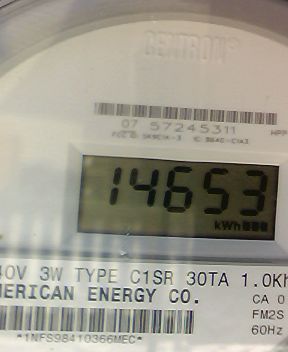 CENTRON®
07 57245311
14653
kWh
40V 3W TYPE C1SR 30TA 1.0Kh
MERICAN ENERGY CO.
CA 0
FM2S
60Hz
*1NFS98410366MEC*